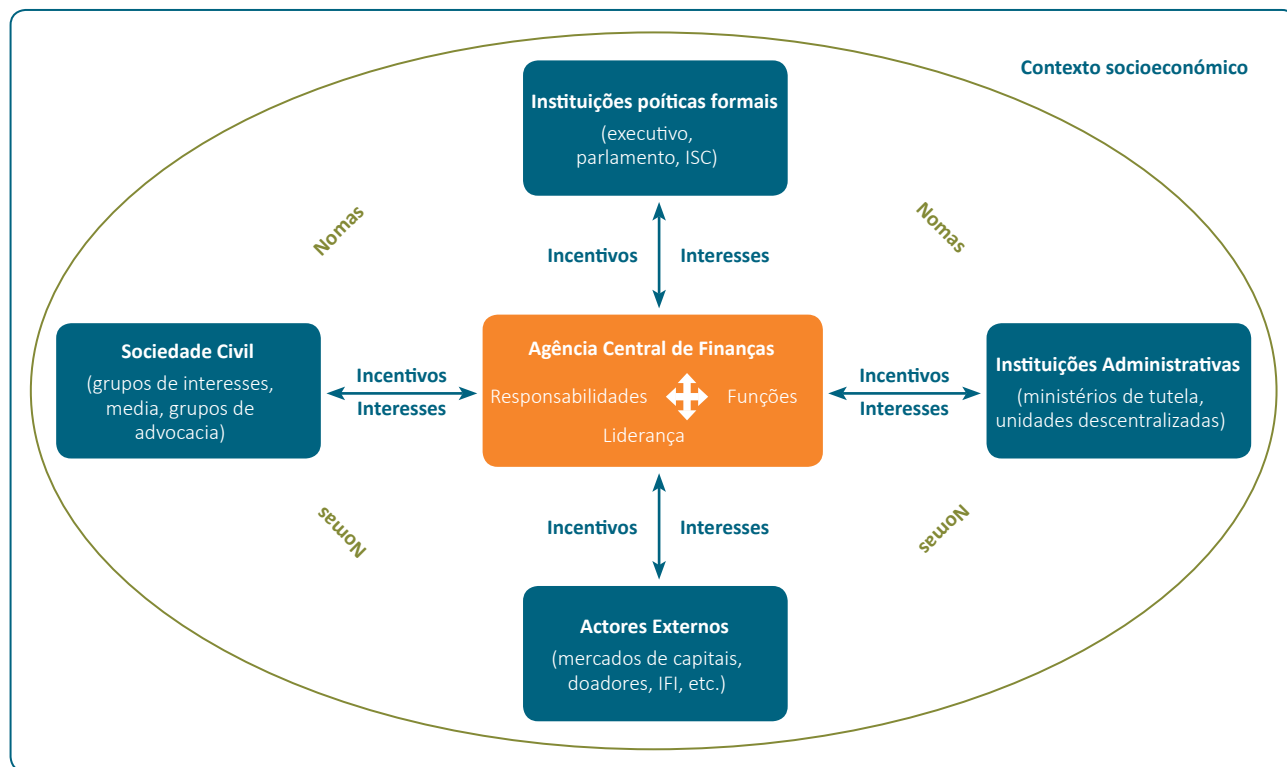 Contexto socioeconómico
Instituições poíticas formais
(executivo,
parlamento, ISC)
Nomas
Nomas
Incentivos
Interesses
Sociedade Civil
(grupos de interesses,
media, grupos de
advocacia)
Incentivos
Interesses
Agência Central de Finanças
Responsabilidades
Funções
Liderança
Incentivos
Interesses
Instituições Administrativas
(ministérios de tutela,
unidades descentralizadas)
Nomas
Nomas
Incentivos
Interesses
Actores Externos
(mercados de capitais,
doadores, IFI, etc.)